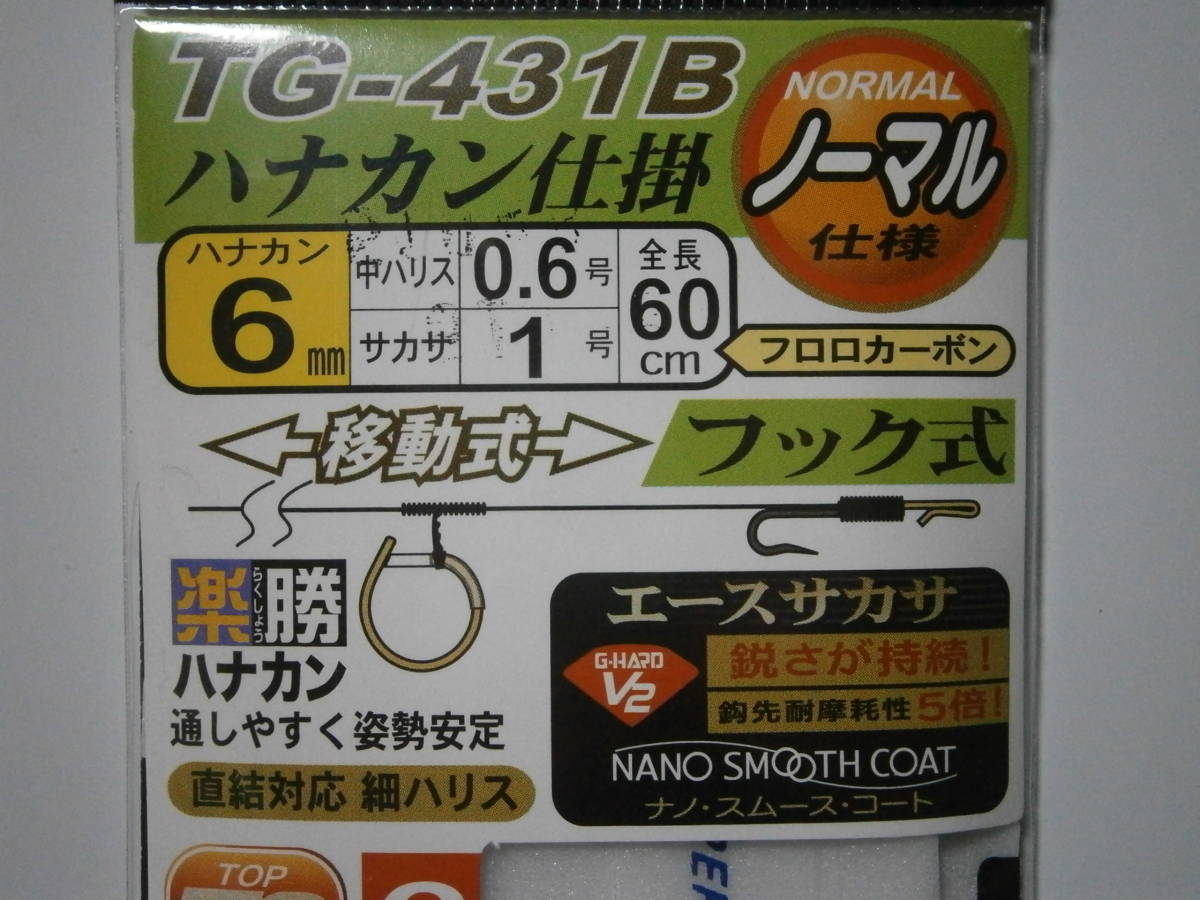 TG-431B
NORMAL
ノーマル
仕様
ハナカン仕掛
ハナカン
6mm
中ハリス 0.6号
サカサ 1号
全長
60
cm
フロロカーボン
移動式
フック式
楽勝
らくしょう
ハナカン
通しやすく姿勢安定
直結対応 細ハリス
エースサカサ
G-HARD
V2
鋭さが持続!
鈎先耐摩耗性5倍!
NANO SMOOTH COAT
ナノ・スムース・コート
TOP